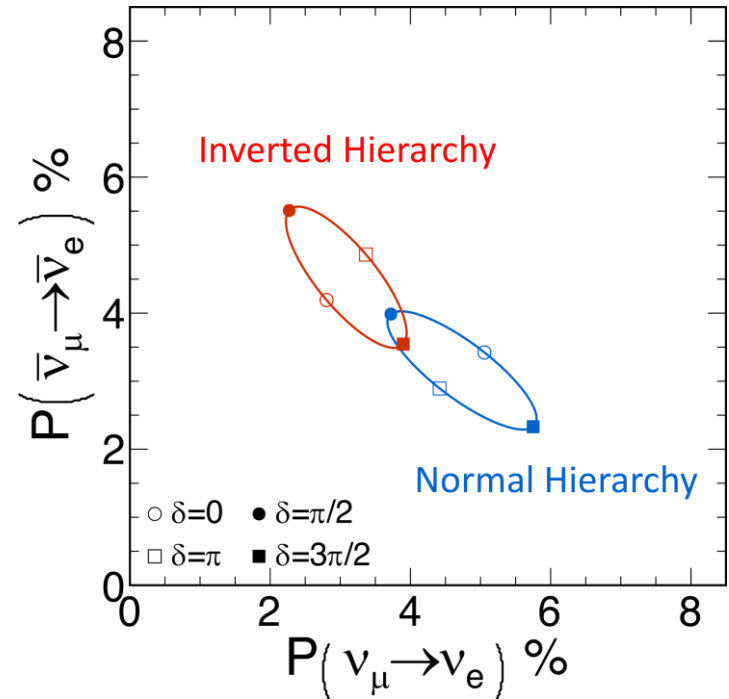 8
6
4
2
0
P(ν̄μ→ν̄e) %
Inverted Hierarchy
Normal Hierarchy
○ δ=0 ● δ=π/2
□ δ=π ■ δ=3π/2
0 2 4 6 8
P(νμ→νe) %